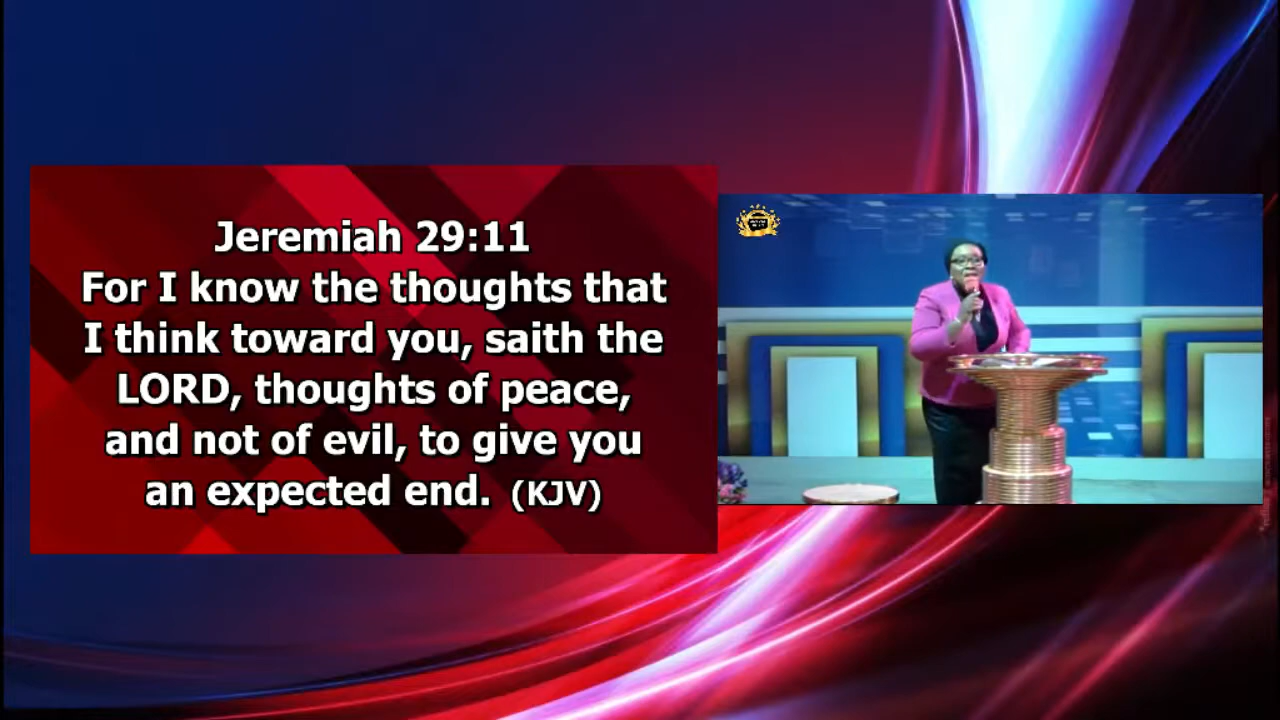 Jeremiah 29:11
For I know the thoughts that
I think toward you, saith the
LORD, thoughts of peace,
and not of evil, to give you
an expected end. (KJV)